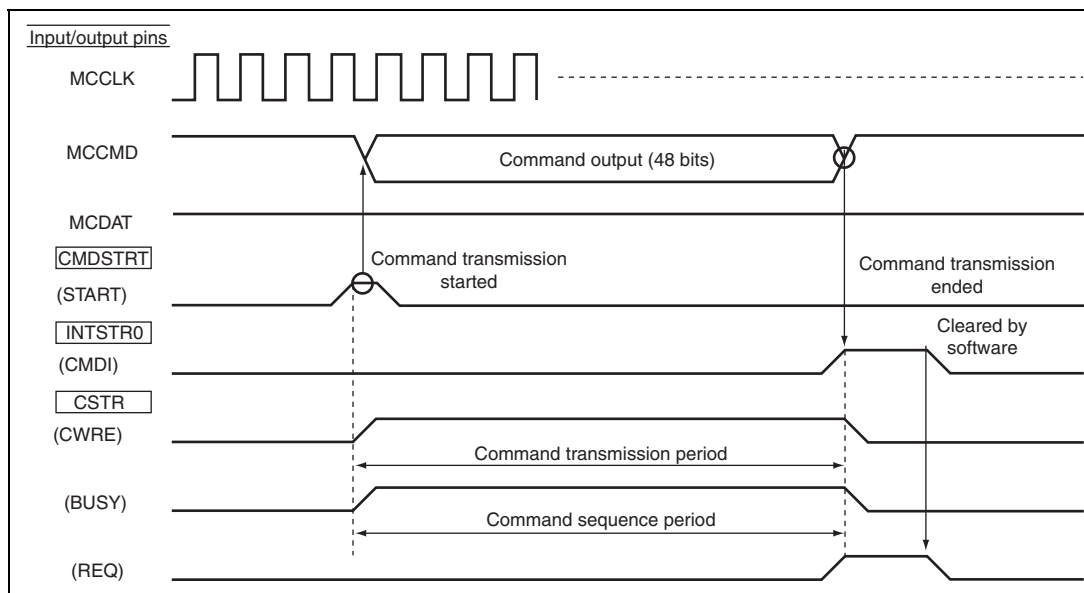 Input/output pins
MCCLK
MCCMD
Command output (48 bits)
MCDAT
CMDSTRT
(START)
Command transmission
started
Command transmission
ended
INTSTR0
(CMDI)
Cleared by
software
CSTR
(CWRE)
Command transmission period
(BUSY)
Command sequence period
(REQ)